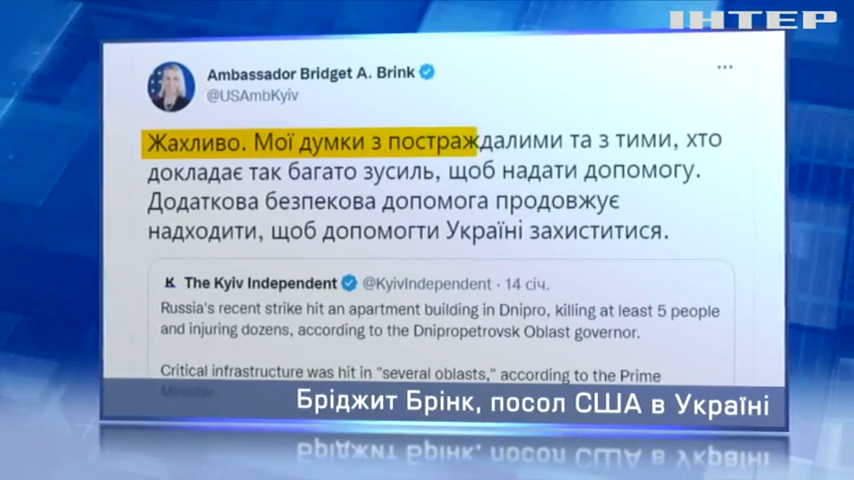 ІНТЕР
Ambassador Bridget A. Brink
@USAmbKyiv
Жахливо. Мої думки з постраждалими та з тими, хто
докладає так багато зусиль, щоб надати допомогу.
Додаткова безпекова допомога продовжує
надходити, щоб допомогти Україні захиститися.
The Kyiv Independent @KyivIndependent · 14 січ.
Russia's recent strike hit an apartment building in Dnipro, killing at least 5 people
and injuring dozens, according to the Dnipropetrovsk Oblast governor.
Critical infrastructure was hit in "several oblasts," according to the Prime
Minister
Бріджит Брінк, посол США в Україні